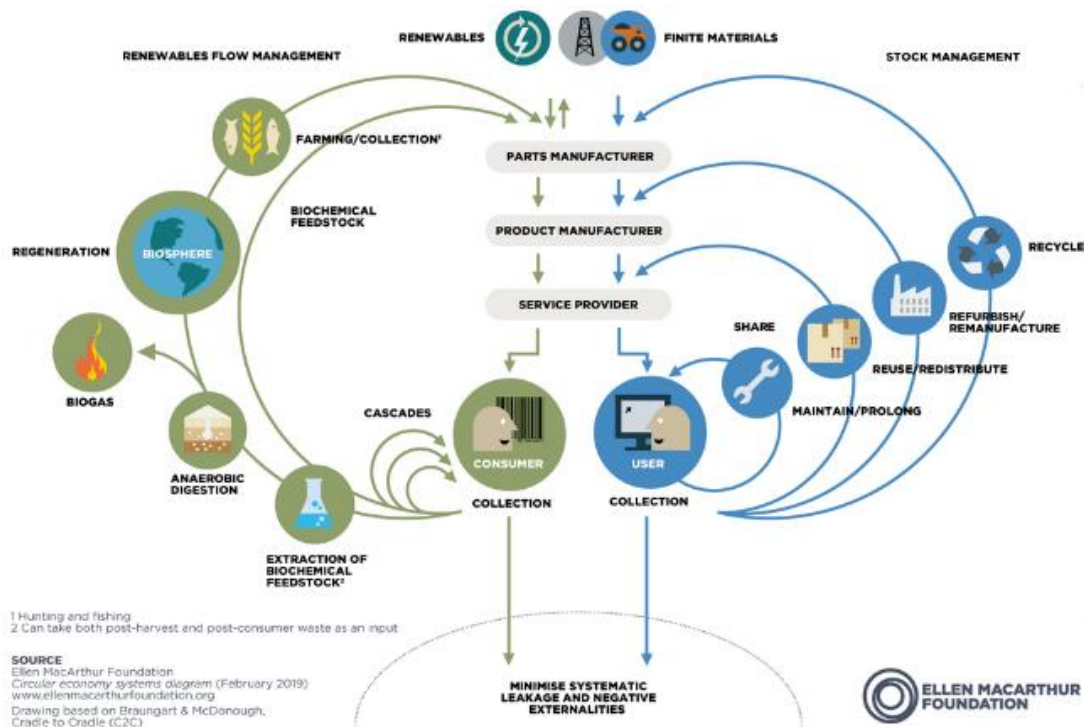 RENEWABLES
FINITE MATERIALS
RENEWABLES FLOW MANAGEMENT
STOCK MANAGEMENT
FARMING/COLLECTION¹
PARTS MANUFACTURER
BIOCHEMICAL
FEEDSTOCK
PRODUCT MANUFACTURER
REGENERATION
BIOSPHERE
RECYCLE
SERVICE PROVIDER
SHARE
REFURBISH/
REMANUFACTURE
REUSE/REDISTRIBUTE
BIOGAS
CASCADES
MAINTAIN/PROLONG
CONSUMER
USER
ANAEROBIC
DIGESTION
COLLECTION
COLLECTION
EXTRACTION OF
BIOCHEMICAL
FEEDSTOCK²
1 Hunting and fishing
2 Can take both post-harvest and post-consumer waste as an input
SOURCE
Ellen MacArthur Foundation
Circular economy systems diagram (February 2019)
www.ellenmacarthurfoundation.org
Drawing based on Braungart & McDonough,
Cradle to Cradle (C2C)
MINIMISE SYSTEMATIC
LEAKAGE AND NEGATIVE
EXTERNALITIES
ELLEN MACARTHUR
FOUNDATION